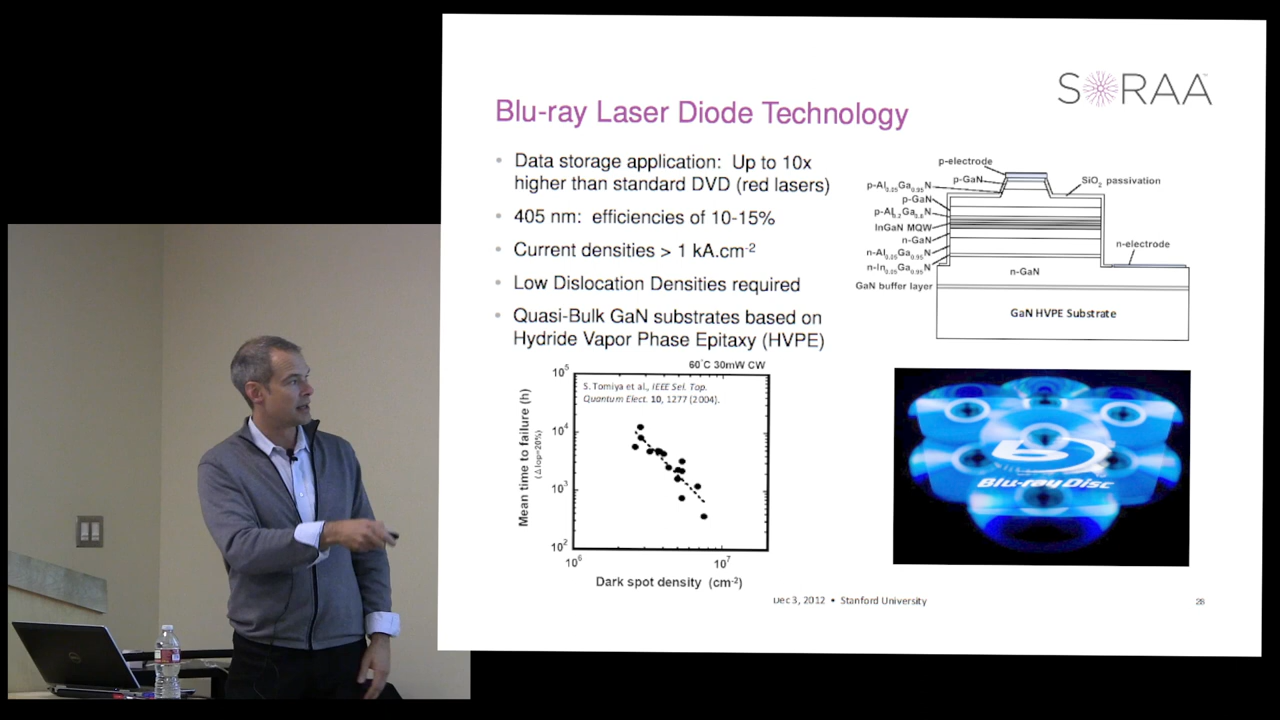 SORAA
Blu-ray Laser Diode Technology
• Data storage application: Up to 10x
higher than standard DVD (red lasers)
• 405 nm: efficiencies of 10-15%
• Current densities > 1 kA.cm-2
• Low Dislocation Densities required
• Quasi-Bulk GaN substrates based on
Hydride Vapor Phase Epitaxy (HVPE)
p-electrode
p-GaN
SiO2 passivation
p-Al0.05Ga0.95N
p-GaN
p-Al0.2Ga0.8N
InGaN MQW
n-GaN
n-electrode
n-Al0.05Ga0.95N
n-In0.05Ga0.95N
n-GaN
GaN buffer layer
GaN HVPE Substrate
60°C 30mW CW
S. Tomiya et al., IEEE Sel. Top.
Quantum Elect. 10, 1277 (2004).
Mean time to failure (h)
(ΔIop=20%)
10^5
10^4
10^3
10^2
10^6
10^7
Dark spot density (cm-2)
Blu-ray Disc
Dec 3, 2012 • Stanford University
28